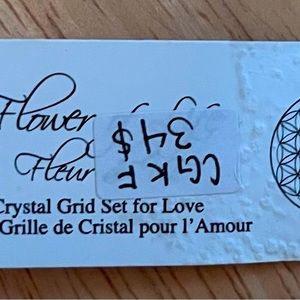 Flower
Fleur
CGKF
34$
Crystal Grid Set for Love
Grille de Cristal pour l'Amour